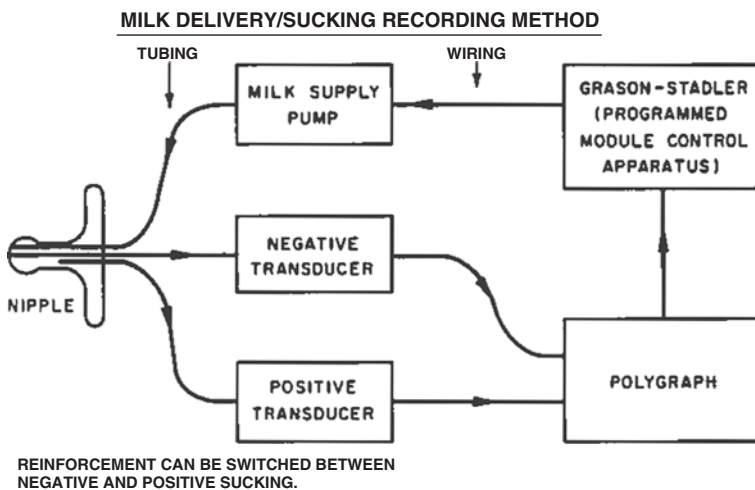 MILK DELIVERY/SUCKING RECORDING METHOD
TUBING
WIRING
MILK SUPPLY
PUMP
GRASON-STADLER
(PROGRAMMED
MODULE CONTROL
APPARATUS)
NEGATIVE
TRANSDUCER
NIPPLE
POSITIVE
TRANSDUCER
POLYGRAPH
REINFORCEMENT CAN BE SWITCHED BETWEEN
NEGATIVE AND POSITIVE SUCKING.